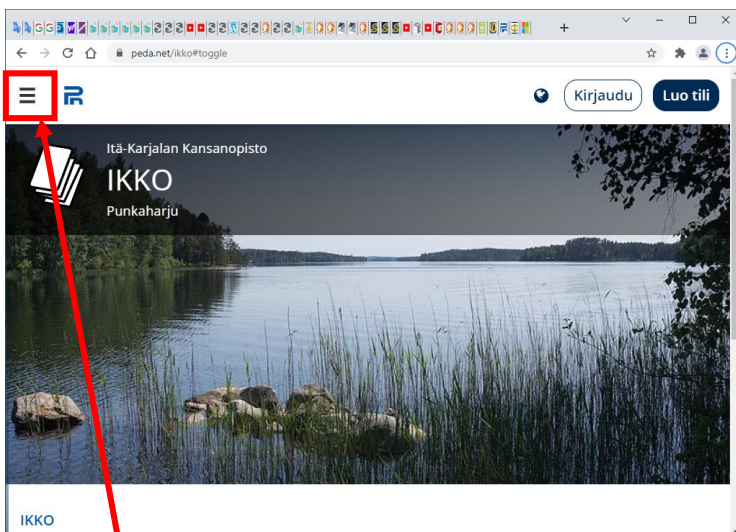 peda.net/ikko#toggle
Kirjaudu
Luo tili
Itä-Karjalan Kansanopisto
IKKO
Punkaharju
IKKO